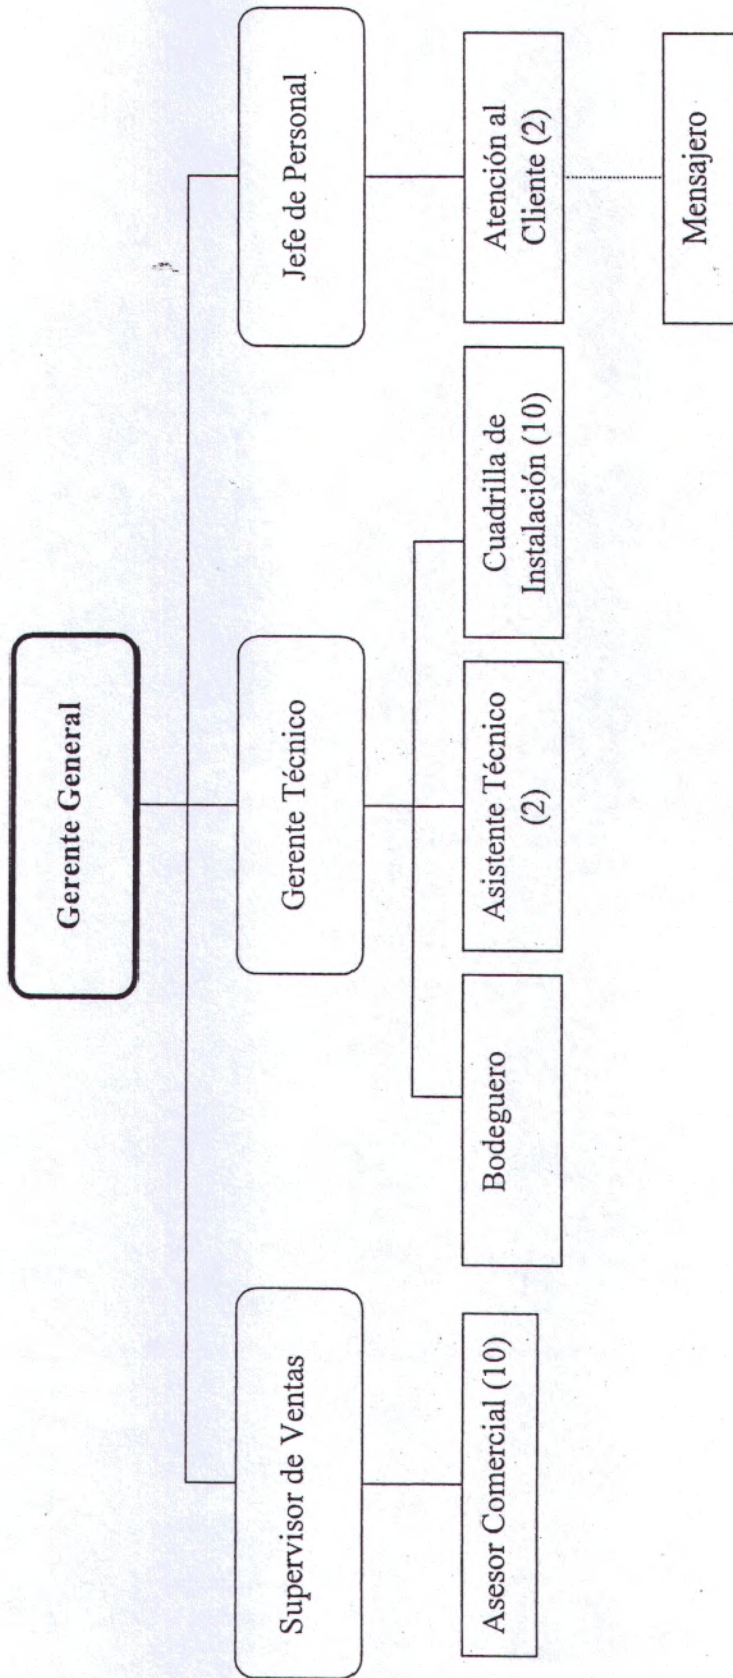 Gerente General
Supervisor de Ventas
Gerente Técnico
Jefe de Personal
Asesor Comercial (10)
Bodeguero
Asistente Técnico
(2)
Cuadrilla de
Instalación (10)
Atención al
Cliente (2)
Mensajero